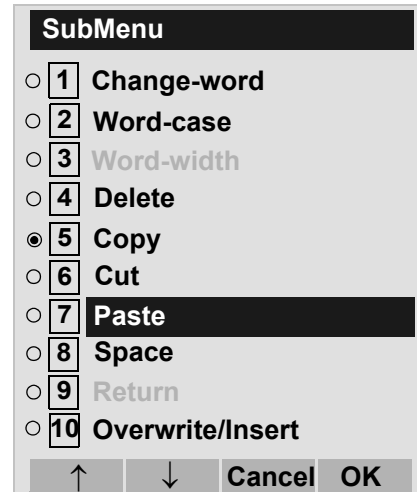 SubMenu
1 Change-word
2 Word-case
3 Word-width
4 Delete
5 Copy
6 Cut
7 Paste
8 Space
9 Return
10 Overwrite/Insert
↑ ↓ Cancel OK